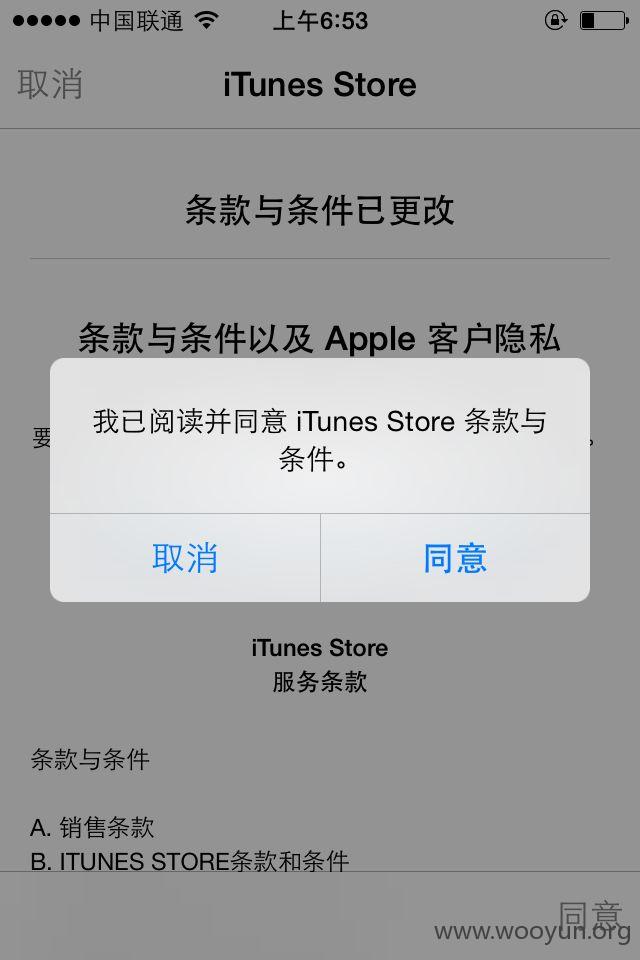 中国联通 上午6:53
取消 iTunes Store
条款与条件已更改
条款与条件以及 Apple 客户隐私
要 。
我已阅读并同意 iTunes Store 条款与
条件。
取消 同意
iTunes Store
服务条款
条款与条件
A. 销售条款
B. ITUNES STORE条款和条件
同意
www.wooyun.org